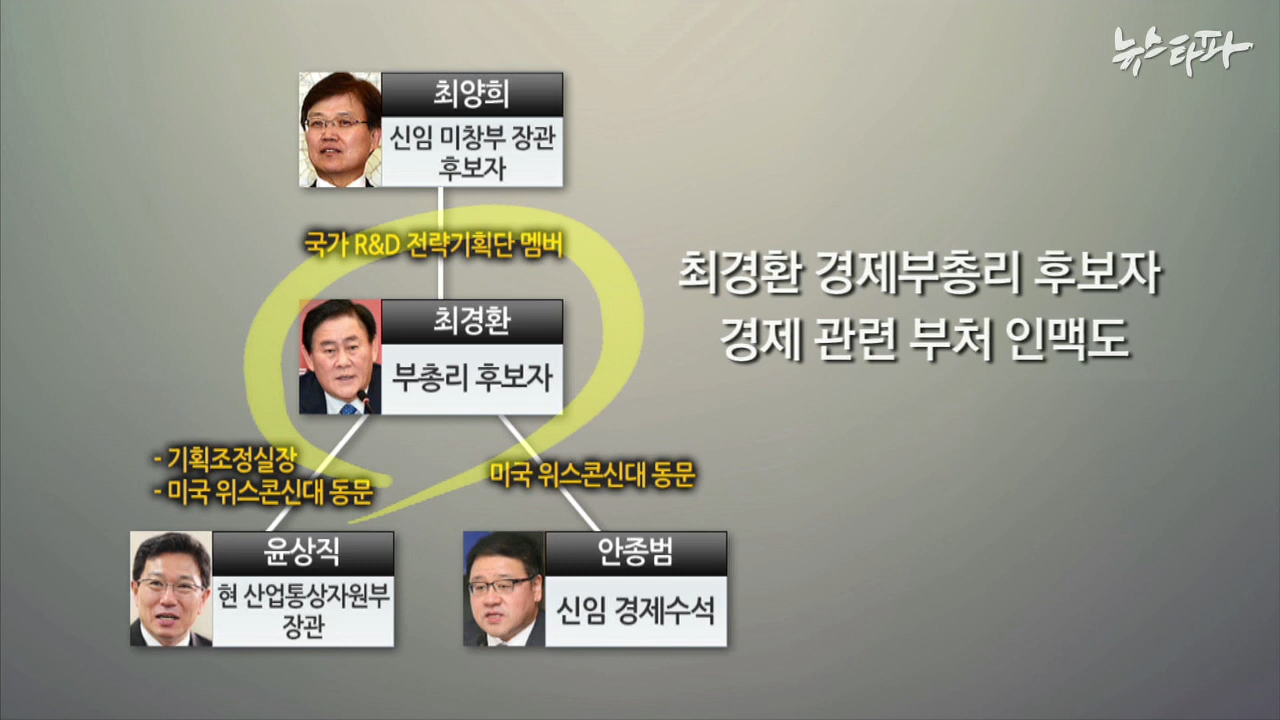 뉴스타파
최양희
신임 미창부 장관
후보자
국가 R&D 전략기획단 멤버
최경환 경제부총리 후보자
경제 관련 부처 인맥도
최경환
부총리 후보자
- 기획조정실장
- 미국 위스콘신대 동문
미국 위스콘신대 동문
윤상직
현 산업통상자원부
장관
안종범
신임 경제수석